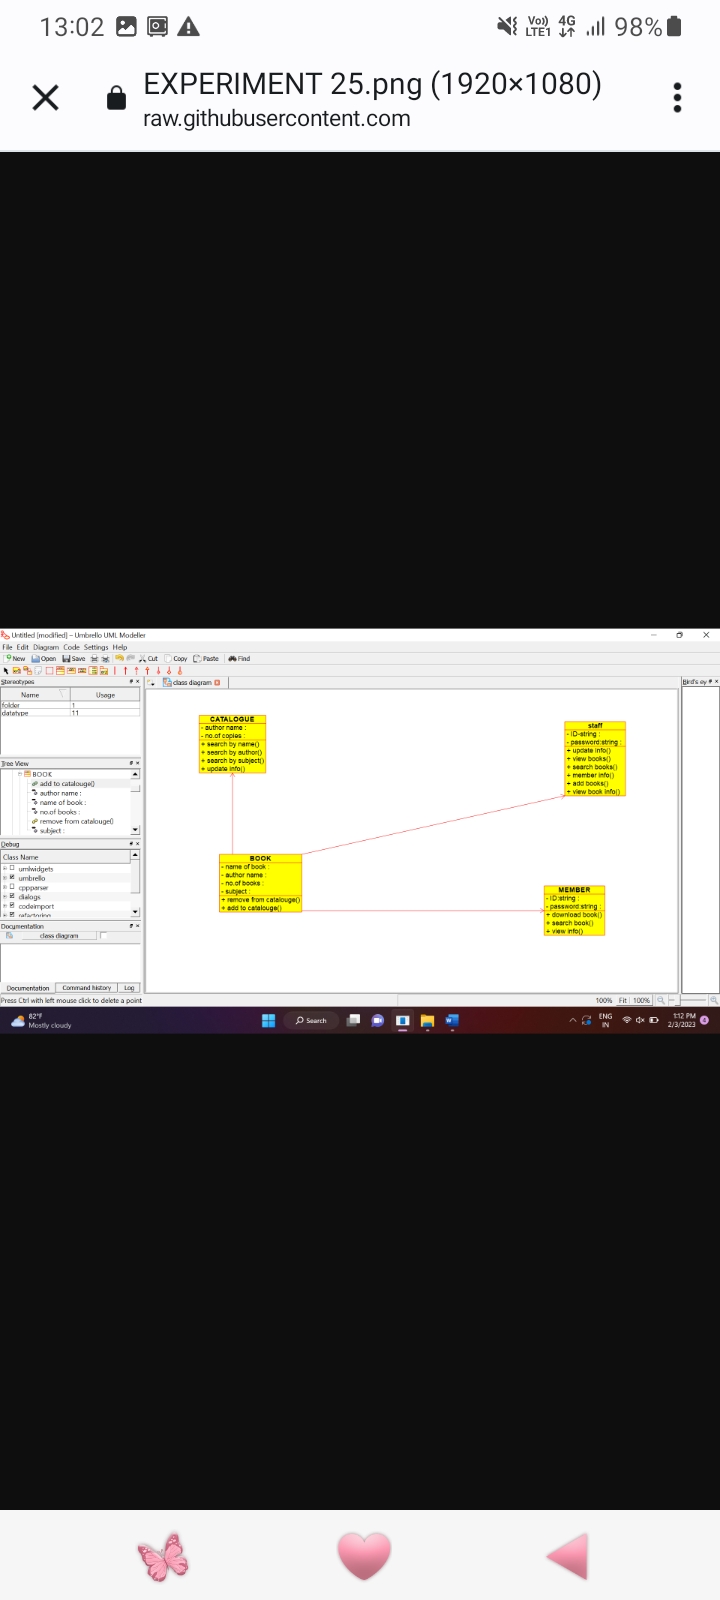 13:02
Vo)) LTE1 4G 98%
EXPERIMENT 25.png (1920×1080)
raw.githubusercontent.com
Untitled [modified] – Umbrello UML Modeller
File Edit Diagram Code Settings Help
New Open Save Cut Copy Paste Find
Stereotypes
Name Usage
folder 1
datatype 11
Tree View
BOOK
add to catalouge()
author name :
name of book :
no.of books :
remove from catalouge()
subject :
Debug
Class Name
umlwidgets
umbrello
cppparser
dialogs
codeimport
refactoring
Documentation
class diagram
Documentation Command history Log
Press Ctrl with left mouse click to delete a point
class diagram
CATALOGUE
- author name :
- no.of copies :
+ search by name()
+ search by author()
+ search by subject()
+ update info()
staff
- ID-string :
- password:string :
+ update info()
+ view books()
+ search books()
+ member info()
+ add books()
+ view book info()
BOOK
- name of book :
- author name :
- no.of books :
- subject :
+ remove from catalouge()
+ add to catalouge()
MEMBER
- ID:string :
- password:string :
+ download book()
+ search book()
+ view info()
Bird's ey
100% Fit 100%
82°F
Mostly cloudy
Search
ENG
IN
1:12 PM
2/3/2023